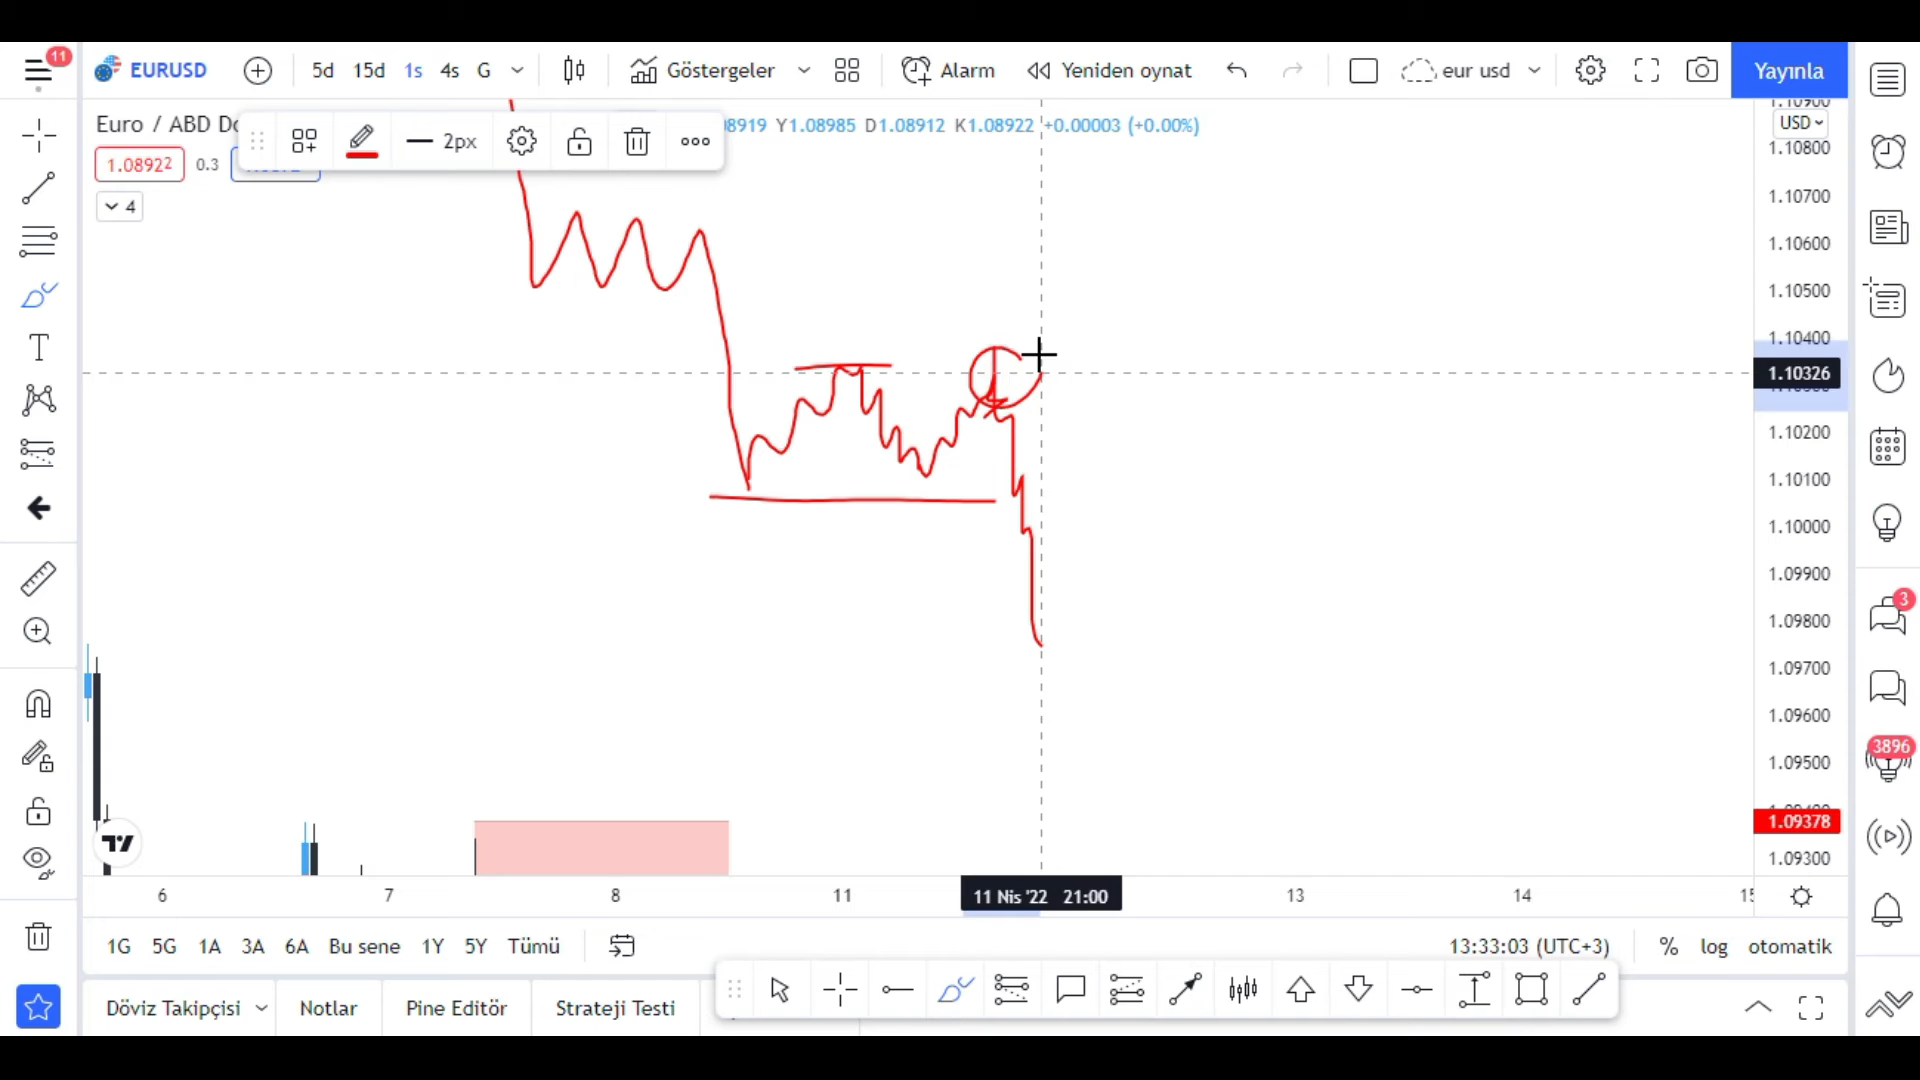 11
EURUSD
5d 15d 1s 4s G
Göstergeler
Alarm
Yeniden oynat
eur usd
Yayınla
Euro / ABD Do
2px
08919 Y1.08985 D1.08912 K1.08922 +0.00003 (+0.00%)
USD
1.08922
0.3
4
1.10800
1.10700
1.10600
1.10500
1.10400
1.10326
1.10200
1.10100
1.10000
1.09900
1.09800
1.09700
1.09600
1.09500
1.09378
1.09300
3
3896
6 7 8 11 11 Nis '22 21:00 13 14 15
1G 5G 1A 3A 6A Bu sene 1Y 5Y Tümü
13:33:03 (UTC+3) % log otomatik
Döviz Takipçisi Notlar Pine Editör Strateji Testi